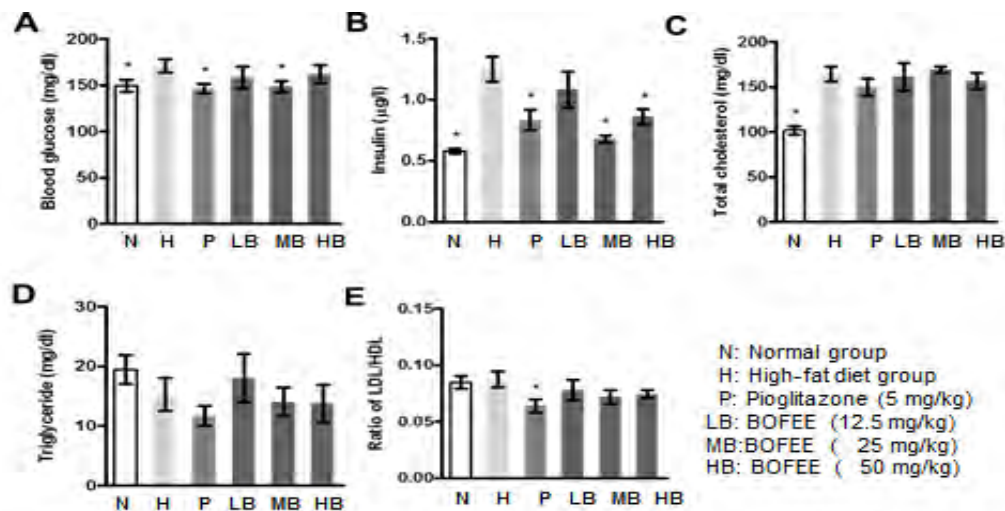 A
Blood glucose (mg/dl)
200
150
100
50
0
* * *
N H P LB MB HB
B
Insulin (µg/l)
1.5
1.0
0.5
0.0
* * * *
N H P LB MB HB
C
Total cholesterol (mg/dl)
200
150
100
50
0
*
N H P LB MB HB
D
Triglyceride (mg/dl)
30
20
10
0
N H P LB MB HB
E
Ratio of LDL/HDL
0.15
0.10
0.05
0.00
*
N H P LB MB HB
N: Normal group
H: High-fat diet group
P: Pioglitazone (5 mg/kg)
LB: BOFEE (12.5 mg/kg)
MB:BOFEE ( 25 mg/kg)
HB: BOFEE ( 50 mg/kg)